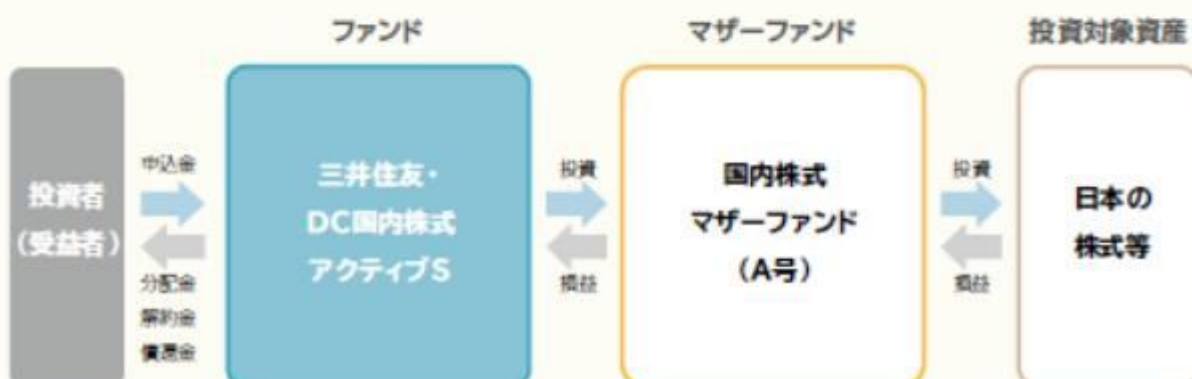 ファンド
マザーファンド
投資対象資産
投資者
（受益者）
申込金
分配金
解約金
償還金
三井住友・
DC国内株式
アクティブS
投資
損益
国内株式
マザーファンド
（A号）
投資
損益
日本の
株式等